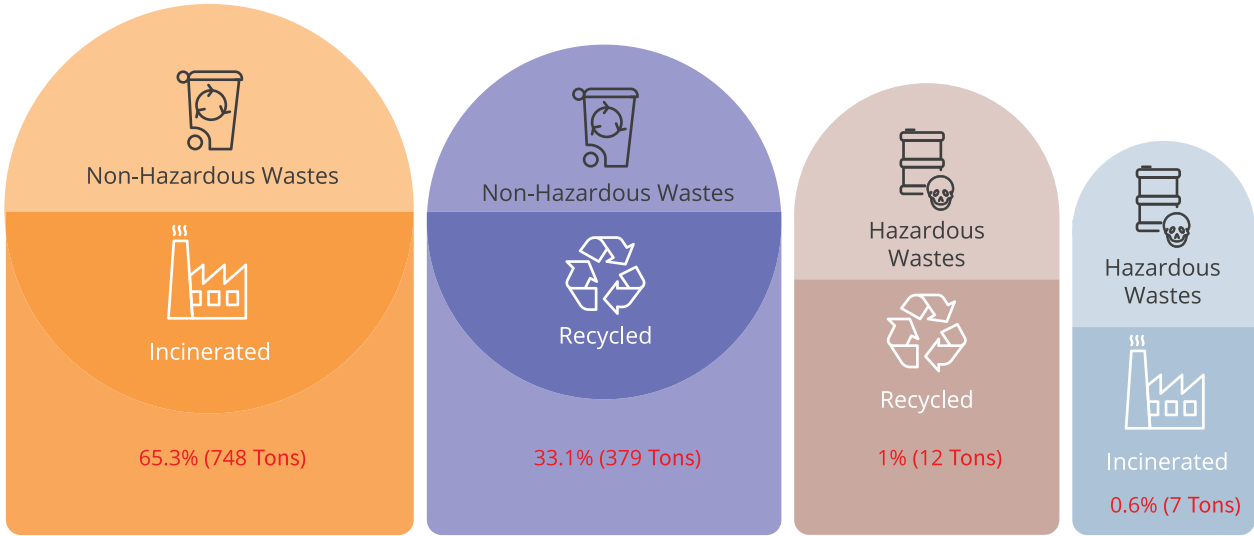 Non-Hazardous Wastes
Incinerated
65.3% (748 Tons)
Non-Hazardous Wastes
Recycled
33.1% (379 Tons)
Hazardous
Wastes
Recycled
1% (12 Tons)
Hazardous
Wastes
Incinerated
0.6% (7 Tons)